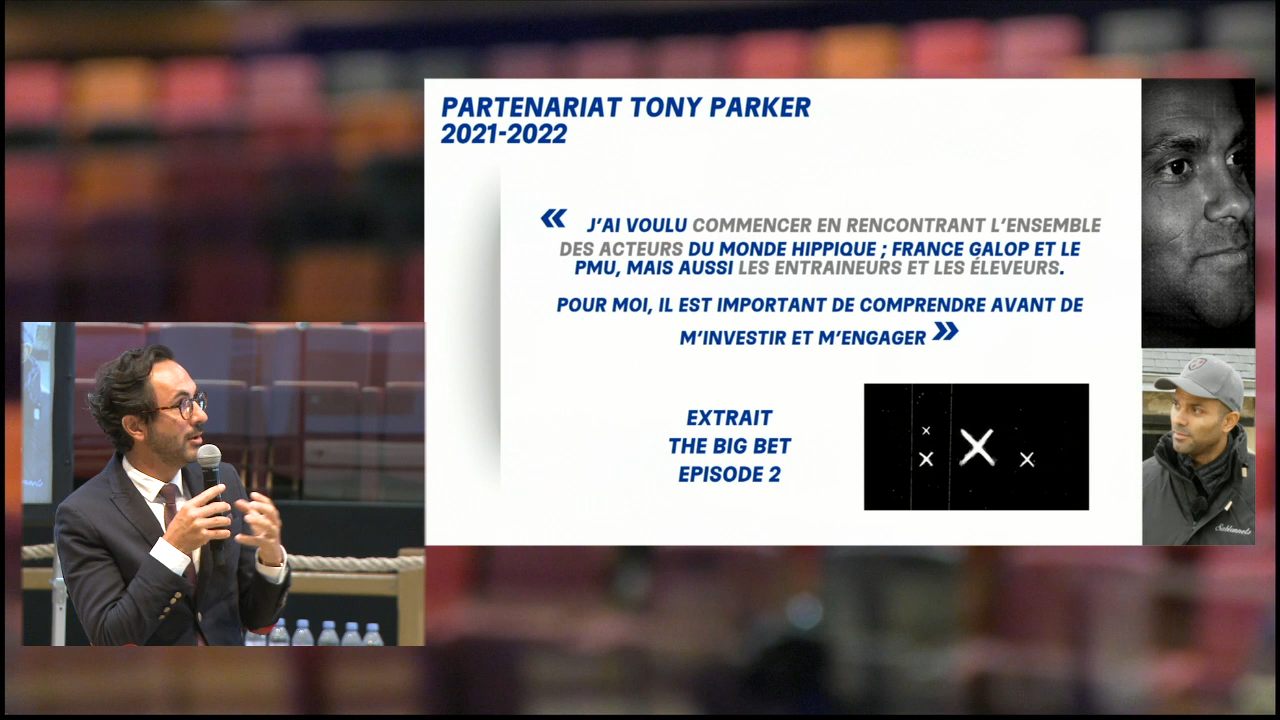 PARTENARIAT TONY PARKER
2021-2022
« J'AI VOULU COMMENCER EN RENCONTRANT L'ENSEMBLE
DES ACTEURS DU MONDE HIPPIQUE ; FRANCE GALOP ET LE
PMU, MAIS AUSSI LES ENTRAINEURS ET LES ÉLEVEURS.
POUR MOI, IL EST IMPORTANT DE COMPRENDRE AVANT DE
M'INVESTIR ET M'ENGAGER »
EXTRAIT
THE BIG BET
EPISODE 2